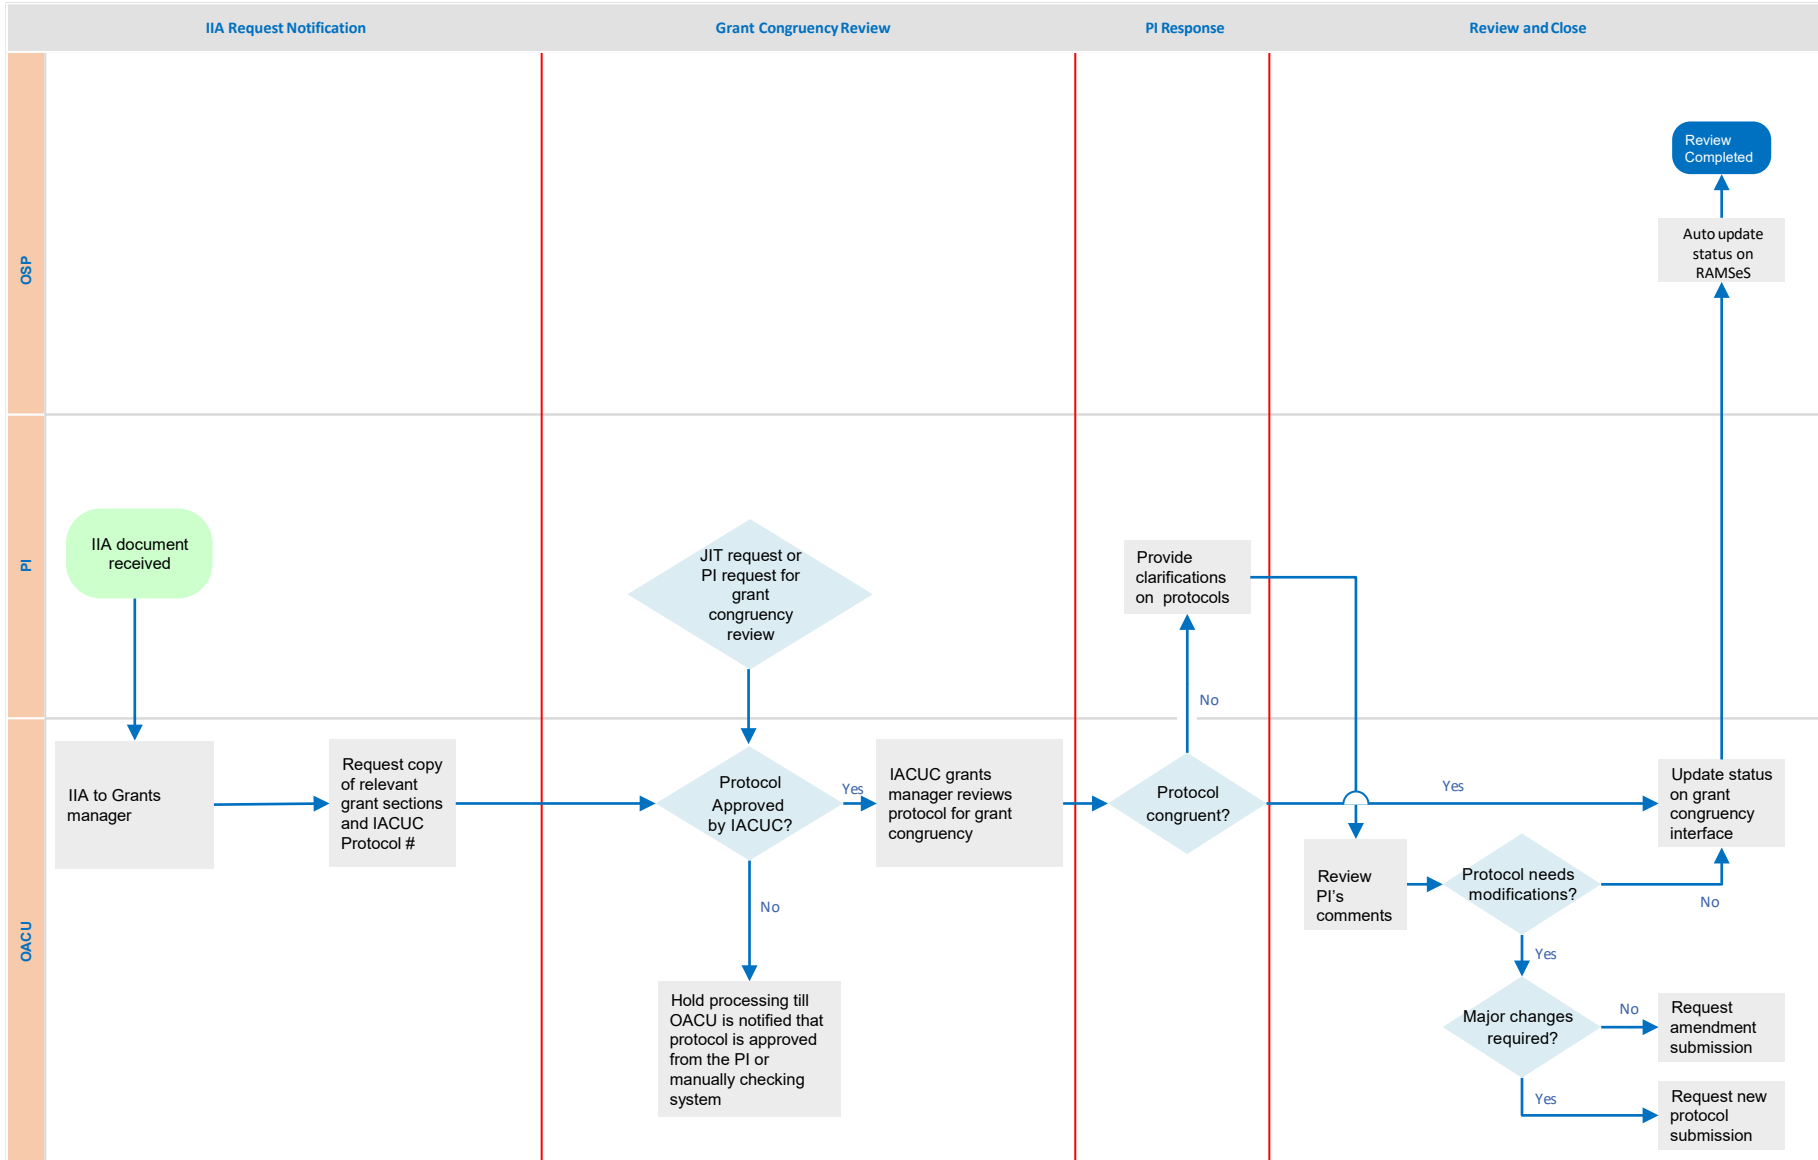 IIA Request Notification
Grant Congruency Review
PI Response
Review and Close
OSP
Review
Completed
Auto update
status on
RAMSeS
PI
IIA document
received
JIT request or
PI request for
grant
congruency
review
Provide
clarifications
on protocols
No
OACU
IIA to Grants
manager
Request copy
of relevant
grant sections
and IACUC
Protocol #
Protocol
Approved
by IACUC?
Yes
IACUC grants
manager reviews
protocol for grant
congruency
Protocol
congruent?
Yes
Update status
on grant
congruency
interface
No
Hold processing till
OACU is notified that
protocol is approved
from the PI or
manually checking
system
Review
PI’s
comments
Protocol needs
modifications?
No
Yes
Major changes
required?
No
Request
amendment
submission
Yes
Request new
protocol
submission